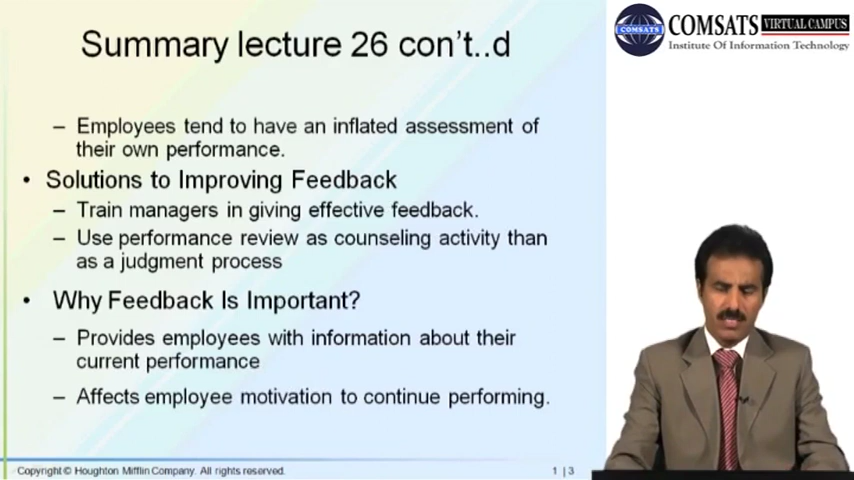 Summary lecture 26 con't..d
COMSATS VIRTUAL CAMPUS
Institute Of Information Technology
COMSATS
– Employees tend to have an inflated assessment of
their own performance.
• Solutions to Improving Feedback
– Train managers in giving effective feedback.
– Use performance review as counseling activity than
as a judgment process
• Why Feedback Is Important?
– Provides employees with information about their
current performance
– Affects employee motivation to continue performing.
Copyright © Houghton Mifflin Company. All rights reserved.
1 | 3